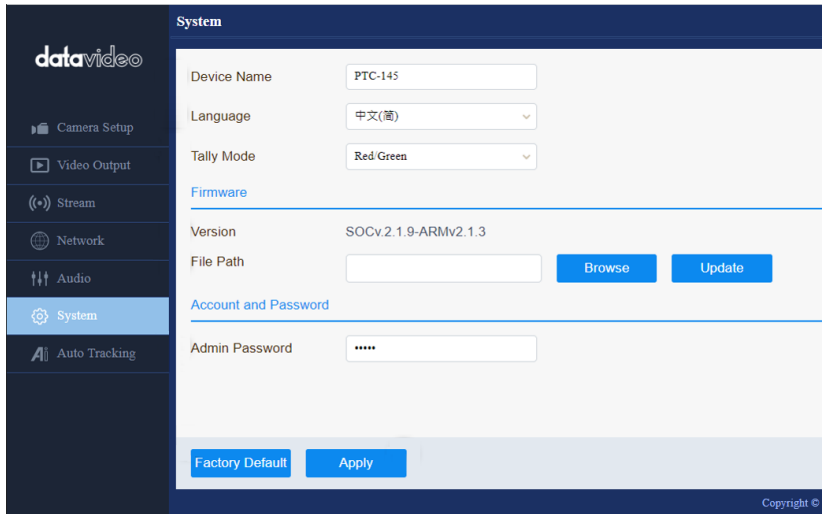 System
datavideo
Camera Setup
Video Output
Stream
Network
Audio
System
Auto Tracking
Device Name
PTC-145
Language
中文(简)
Tally Mode
Red/Green
Firmware
Version
SOCv.2.1.9-ARMv2.1.3
File Path
Browse
Update
Account and Password
Admin Password
•••••
Factory Default
Apply
Copyright ©